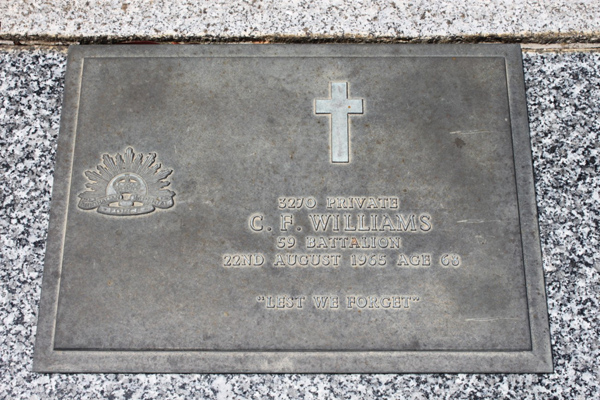 3270 PRIVATE
C. F. WILLIAMS
59 BATTALION
22ND AUGUST 1965 AGE 68
"LEST WE FORGET"